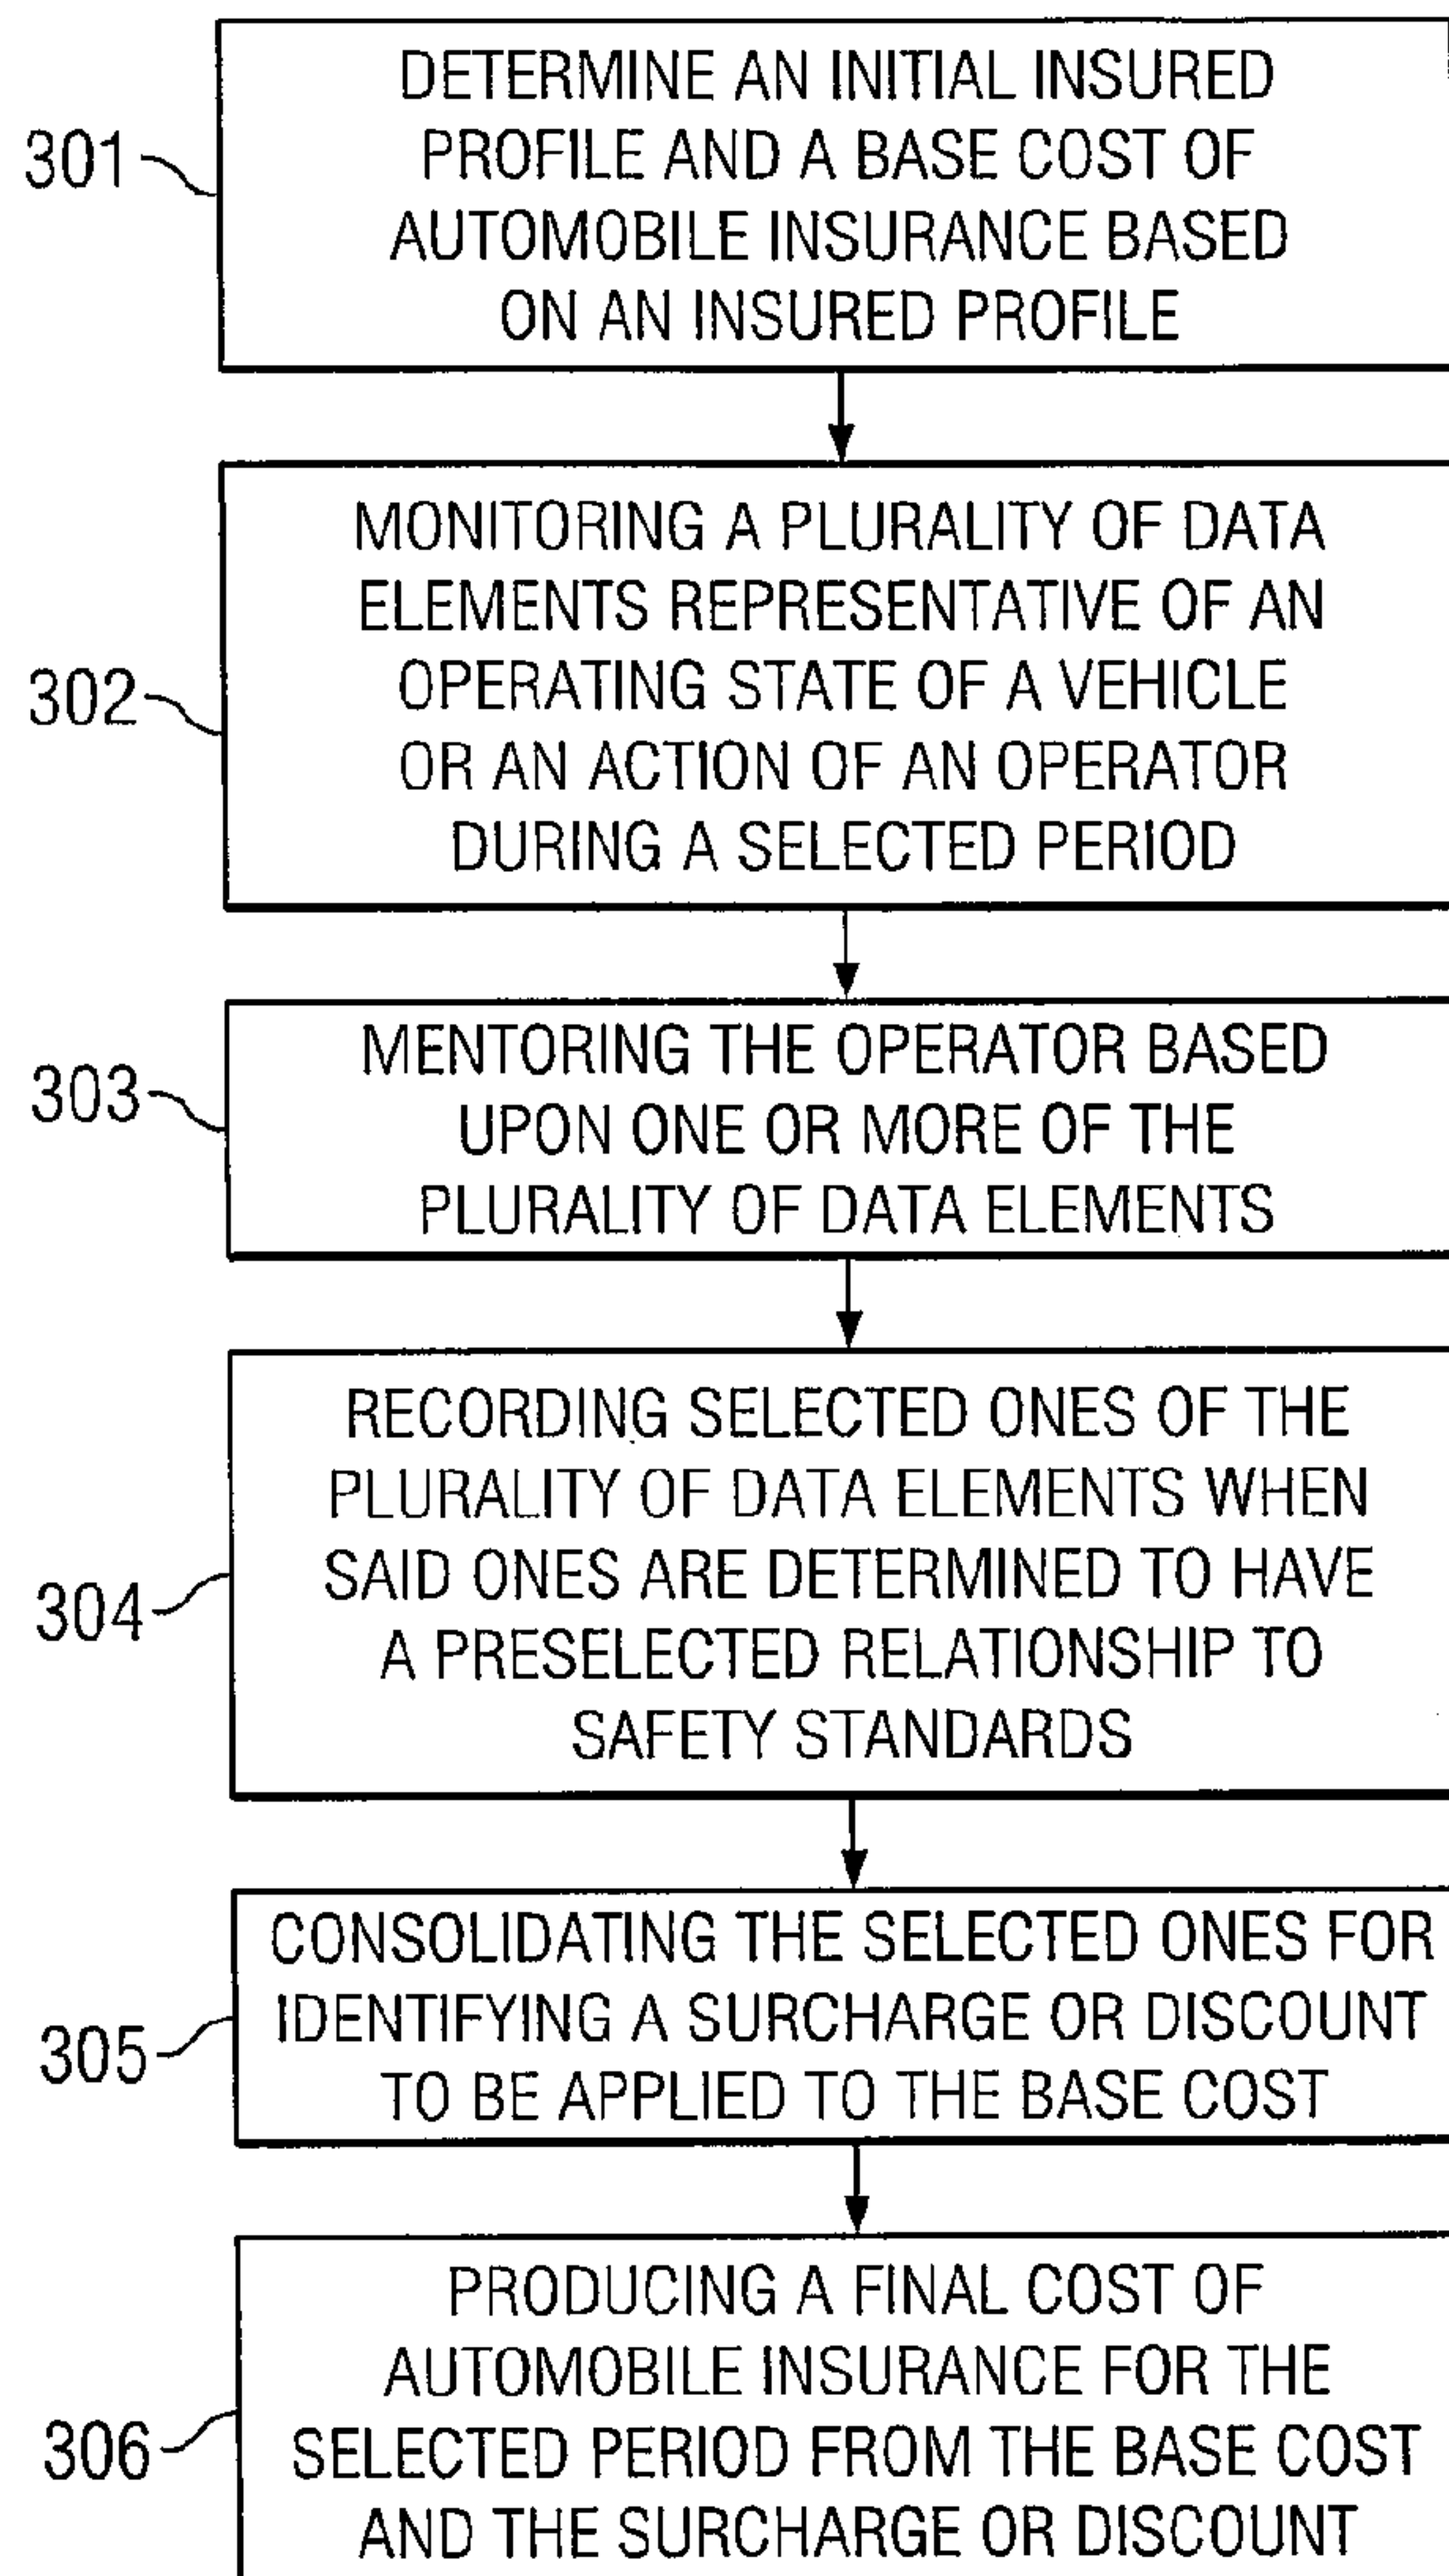 301
DETERMINE AN INITIAL INSURED
PROFILE AND A BASE COST OF
AUTOMOBILE INSURANCE BASED
ON AN INSURED PROFILE
302
MONITORING A PLURALITY OF DATA
ELEMENTS REPRESENTATIVE OF AN
OPERATING STATE OF A VEHICLE
OR AN ACTION OF AN OPERATOR
DURING A SELECTED PERIOD
303
MENTORING THE OPERATOR BASED
UPON ONE OR MORE OF THE
PLURALITY OF DATA ELEMENTS
304
RECORDING SELECTED ONES OF THE
PLURALITY OF DATA ELEMENTS WHEN
SAID ONES ARE DETERMINED TO HAVE
A PRESELECTED RELATIONSHIP TO
SAFETY STANDARDS
305
CONSOLIDATING THE SELECTED ONES FOR
IDENTIFYING A SURCHARGE OR DISCOUNT
TO BE APPLIED TO THE BASE COST
306
PRODUCING A FINAL COST OF
AUTOMOBILE INSURANCE FOR THE
SELECTED PERIOD FROM THE BASE COST
AND THE SURCHARGE OR DISCOUNT